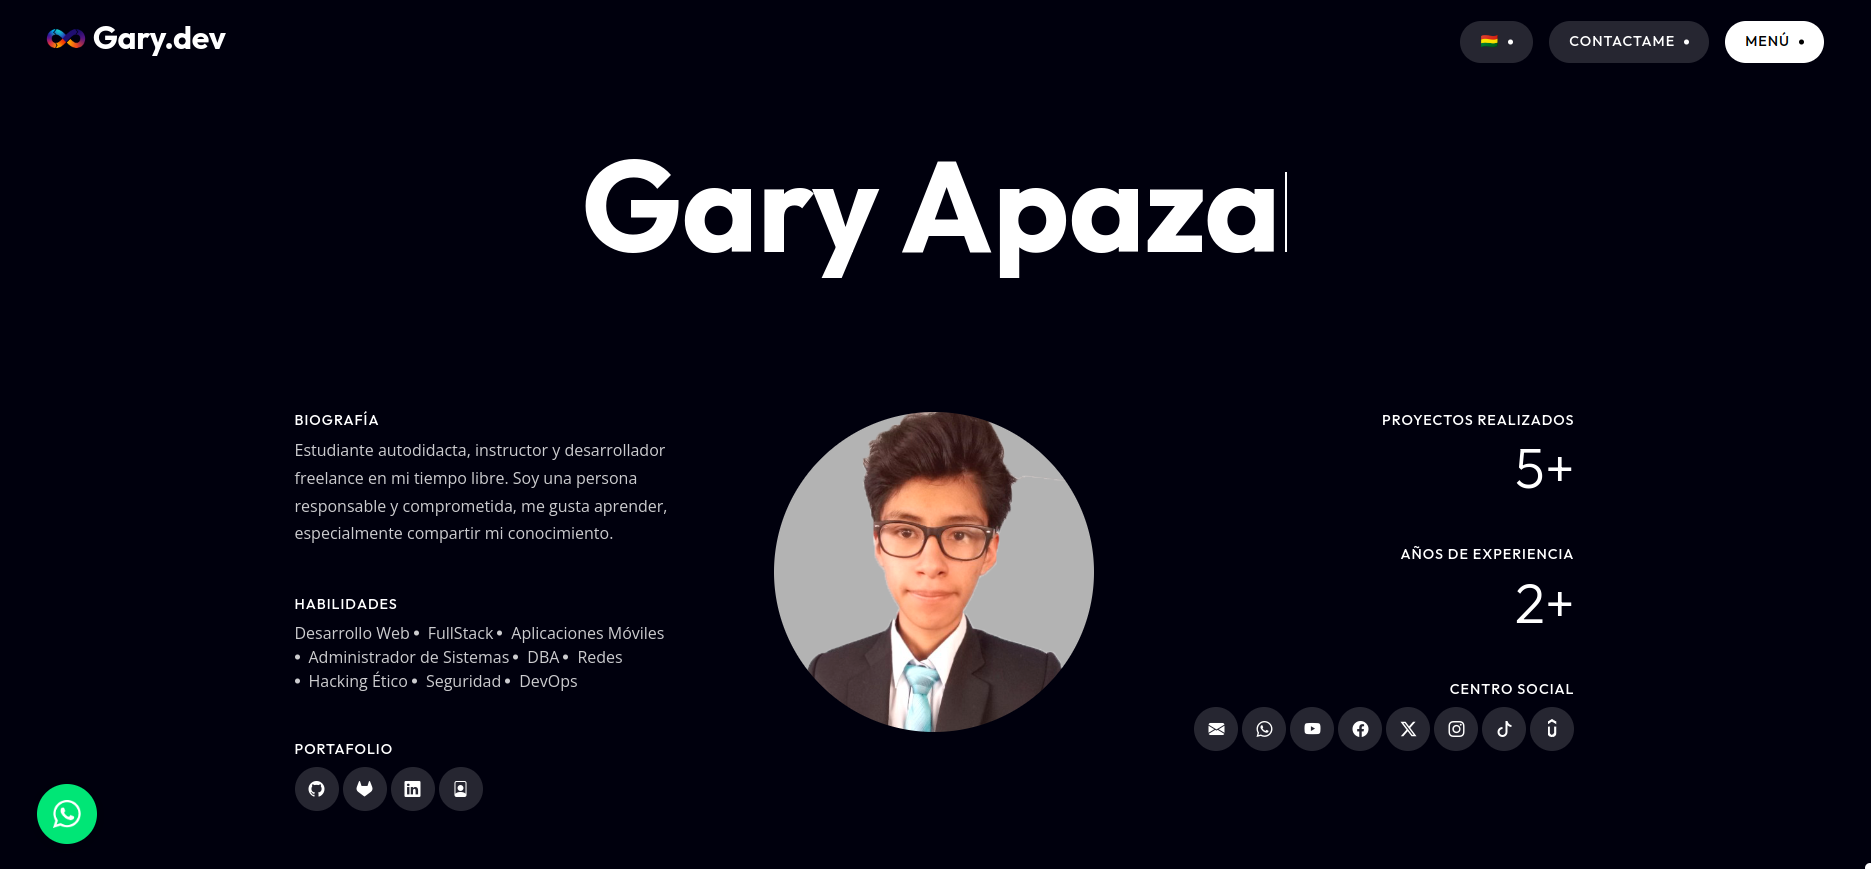 Gary.dev
CONTACTAME
MENÚ
Gary Apaza
BIOGRAFÍA
Estudiante autodidacta, instructor y desarrollador
freelance en mi tiempo libre. Soy una persona
responsable y comprometida, me gusta aprender,
especialmente compartir mi conocimiento.
HABILIDADES
Desarrollo Web • FullStack • Aplicaciones Móviles
• Administrador de Sistemas • DBA • Redes
• Hacking Ético • Seguridad • DevOps
PORTAFOLIO
PROYECTOS REALIZADOS
5+
AÑOS DE EXPERIENCIA
2+
CENTRO SOCIAL